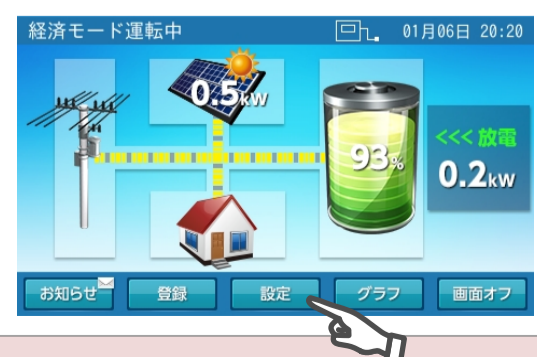 経済モード運転中 01月06日 20:20
0.5kW
93%
<<< 放電
0.2kW
お知らせ 登録 設定 グラフ 画面オフ